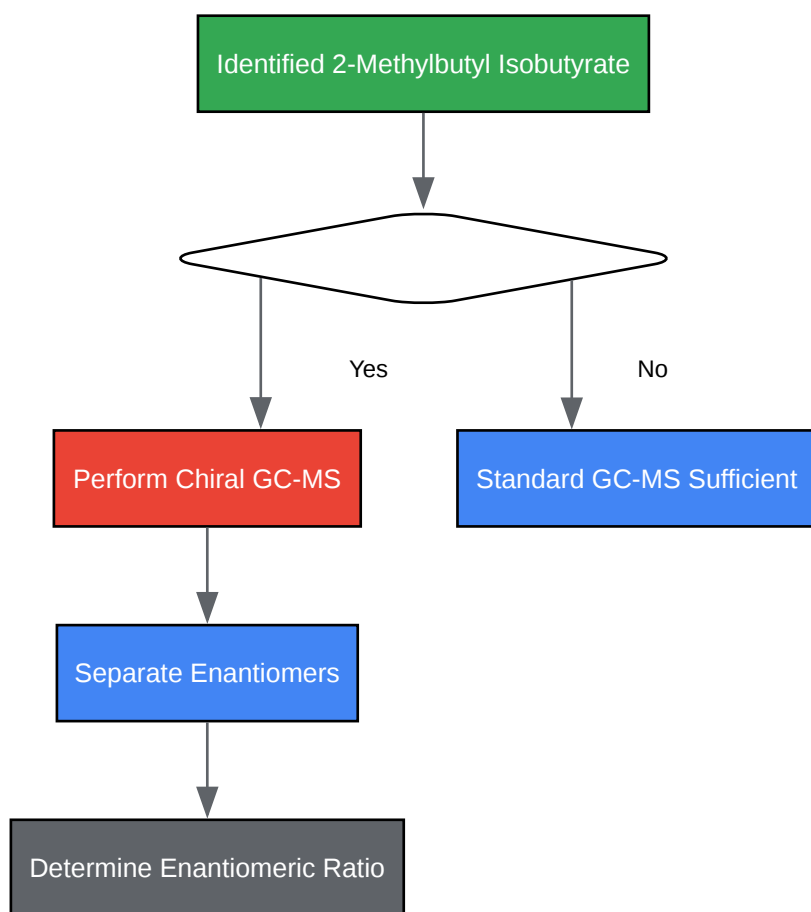 Identified 2-Methylbutyl Isobutyrate
Yes
No
Perform Chiral GC-MS
Standard GC-MS Sufficient
Separate Enantiomers
Determine Enantiomeric Ratio